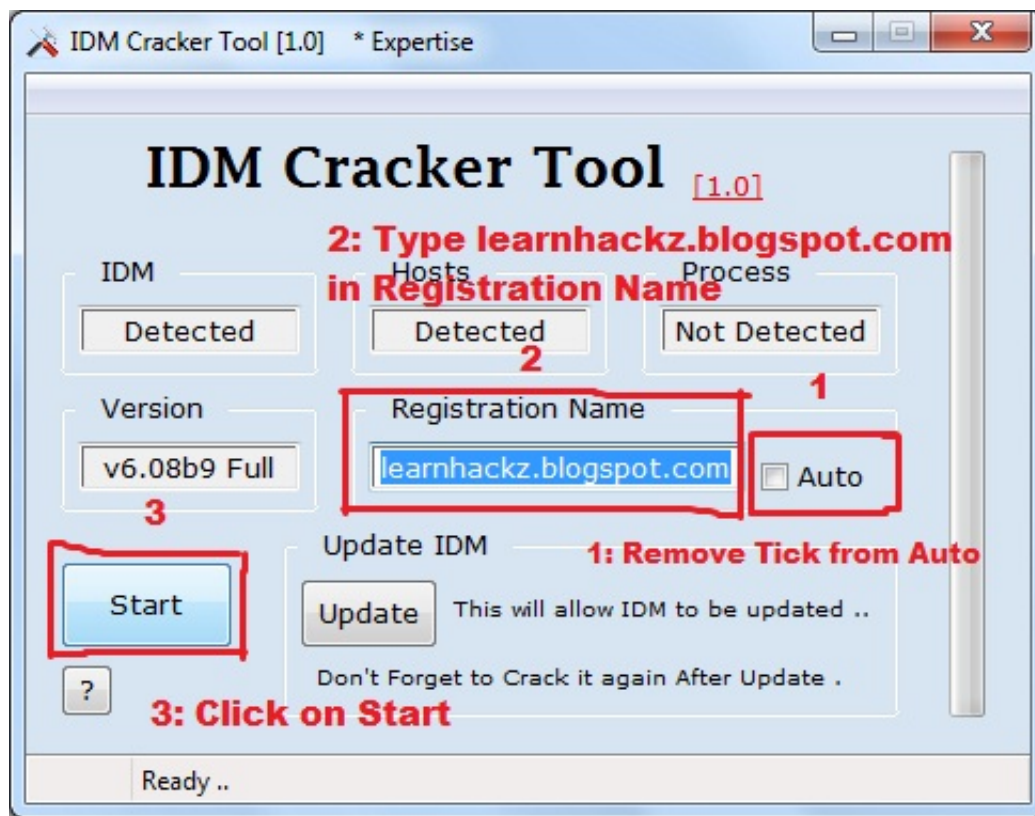 IDM Cracker Tool [1.0] * Expertise
IDM Cracker Tool [1.0]
2: Type learnhackz.blogspot.com
in Registration Name
IDM
Hosts
Process
Detected
Detected
Not Detected
2
1
Version
Registration Name
v6.08b9 Full
learnhackz.blogspot.com
Auto
3
Update IDM
1: Remove Tick from Auto
Start
Update
This will allow IDM to be updated ..
?
Don't Forget to Crack it again After Update .
3: Click on Start
Ready ..